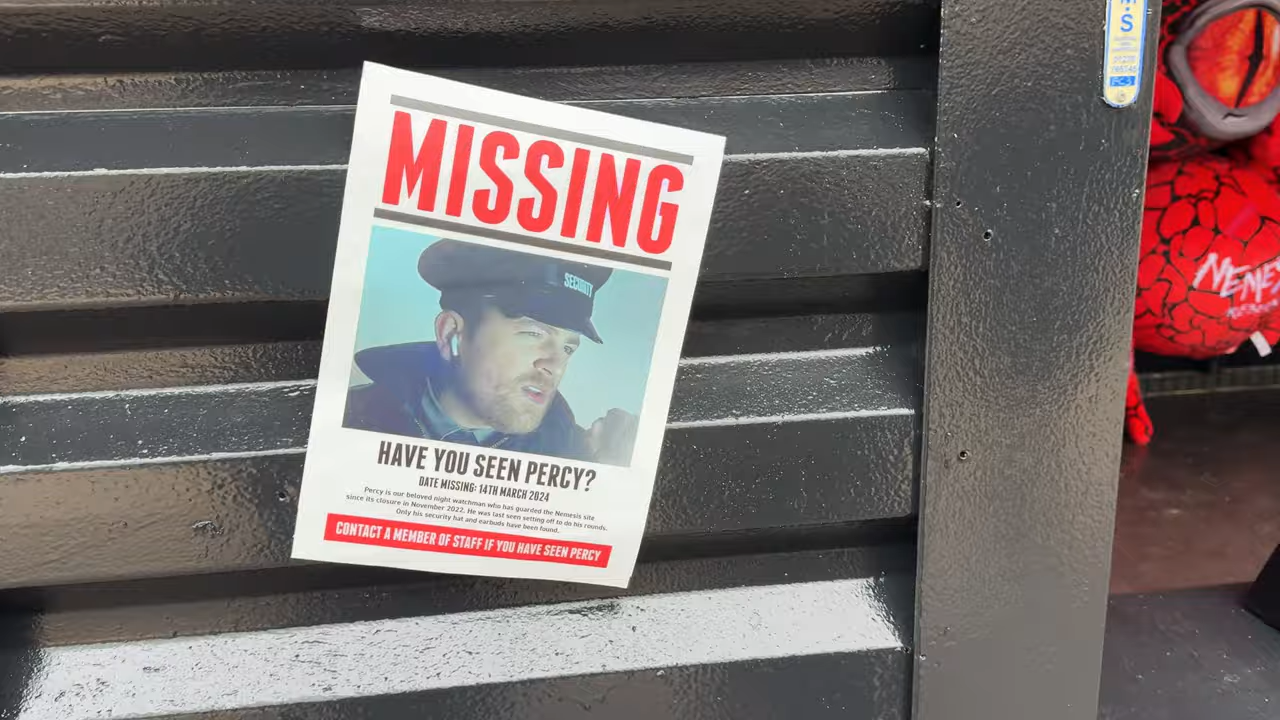 MISSING
SECURITY
HAVE YOU SEEN PERCY?
DATE MISSING: 14TH MARCH 2024
Percy is our beloved night watchman who has guarded the Nemesis site
since its closure in November 2022. He was last seen setting off to do his rounds.
Only his security hat and earbuds have been found.
CONTACT A MEMBER OF STAFF IF YOU HAVE SEEN PERCY
M·S
NEMES